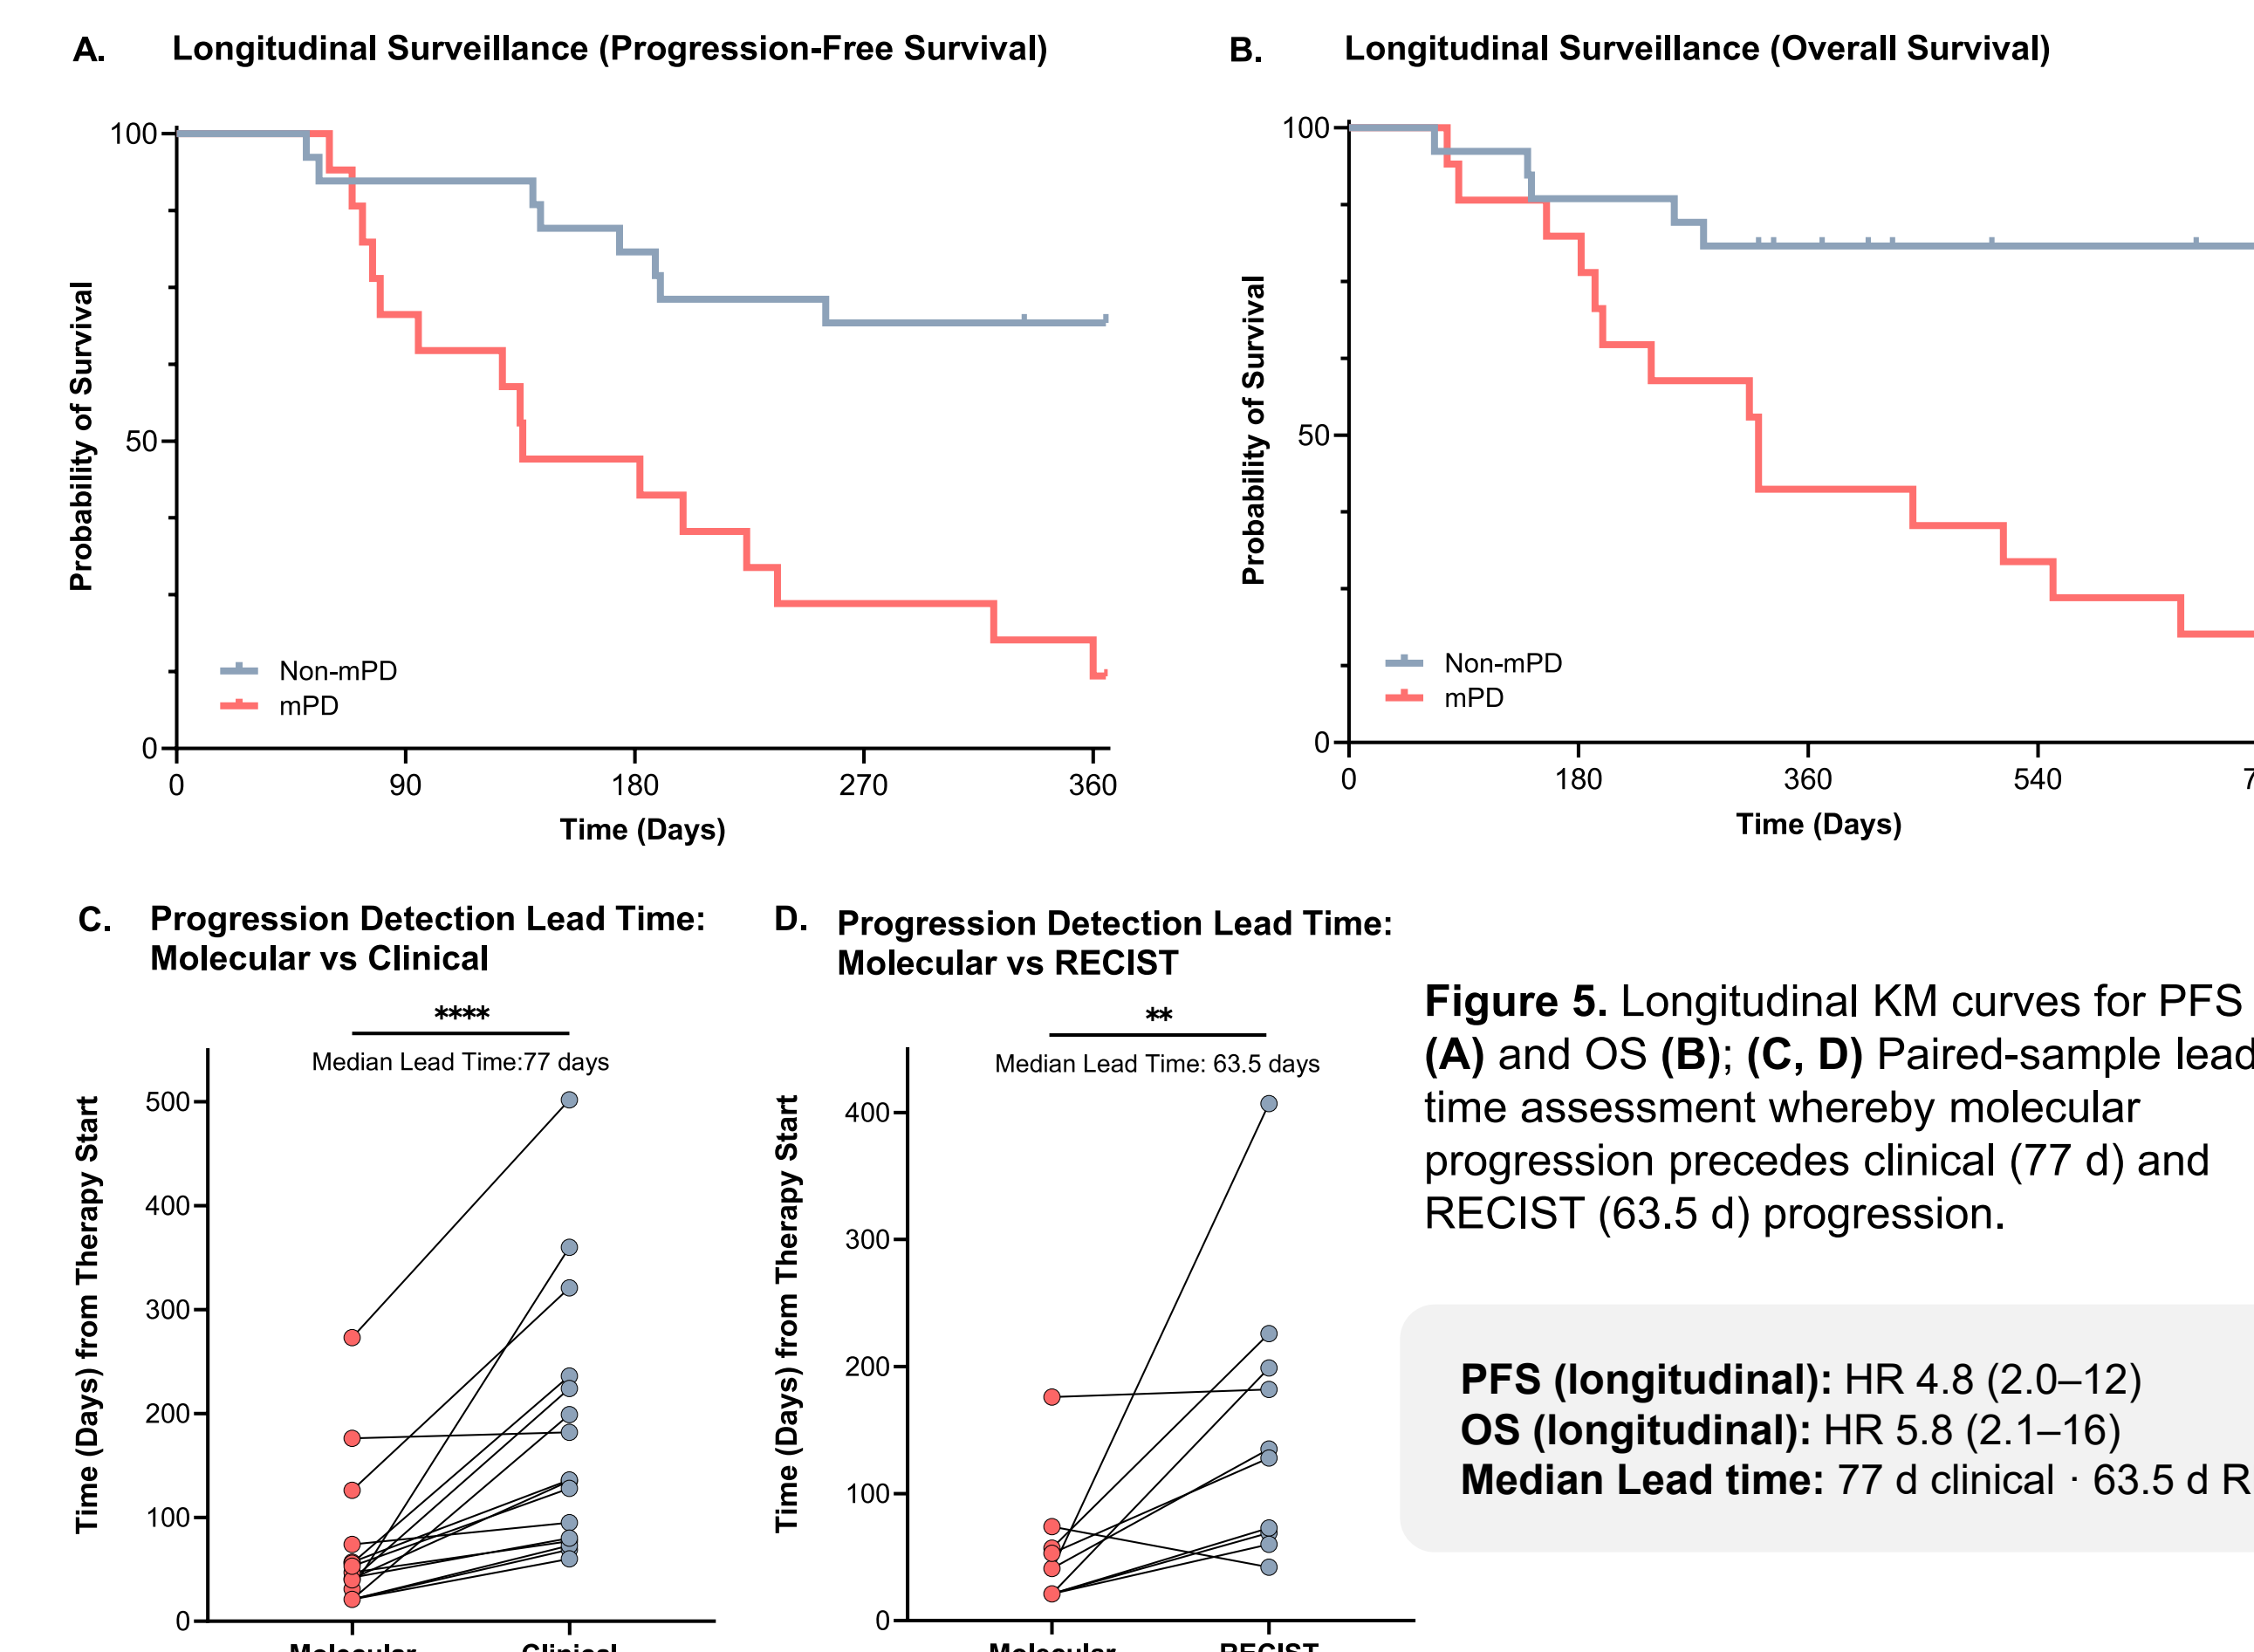 A. Longitudinal Surveillance (Progression-Free Survival)
Probability of Survival
100
50
0
Non-mPD
mPD
0 90 180 270 360
Time (Days)
B. Longitudinal Surveillance (Overall Survival)
Probability of Survival
100
50
0
Non-mPD
mPD
0 180 360 540 7
Time (Days)
C. Progression Detection Lead Time:
Molecular vs Clinical
****
Median Lead Time:77 days
Time (Days) from Therapy Start
500
400
300
200
100
0
Molecular Clinical
D. Progression Detection Lead Time:
Molecular vs RECIST
**
Median Lead Time: 63.5 days
Time (Days) from Therapy Start
400
300
200
100
0
Molecular RECIST
Figure 5. Longitudinal KM curves for PFS
(A) and OS (B); (C, D) Paired-sample lead
time assessment whereby molecular
progression precedes clinical (77 d) and
RECIST (63.5 d) progression.
PFS (longitudinal): HR 4.8 (2.0–12)
OS (longitudinal): HR 5.8 (2.1–16)
Median Lead time: 77 d clinical · 63.5 d R